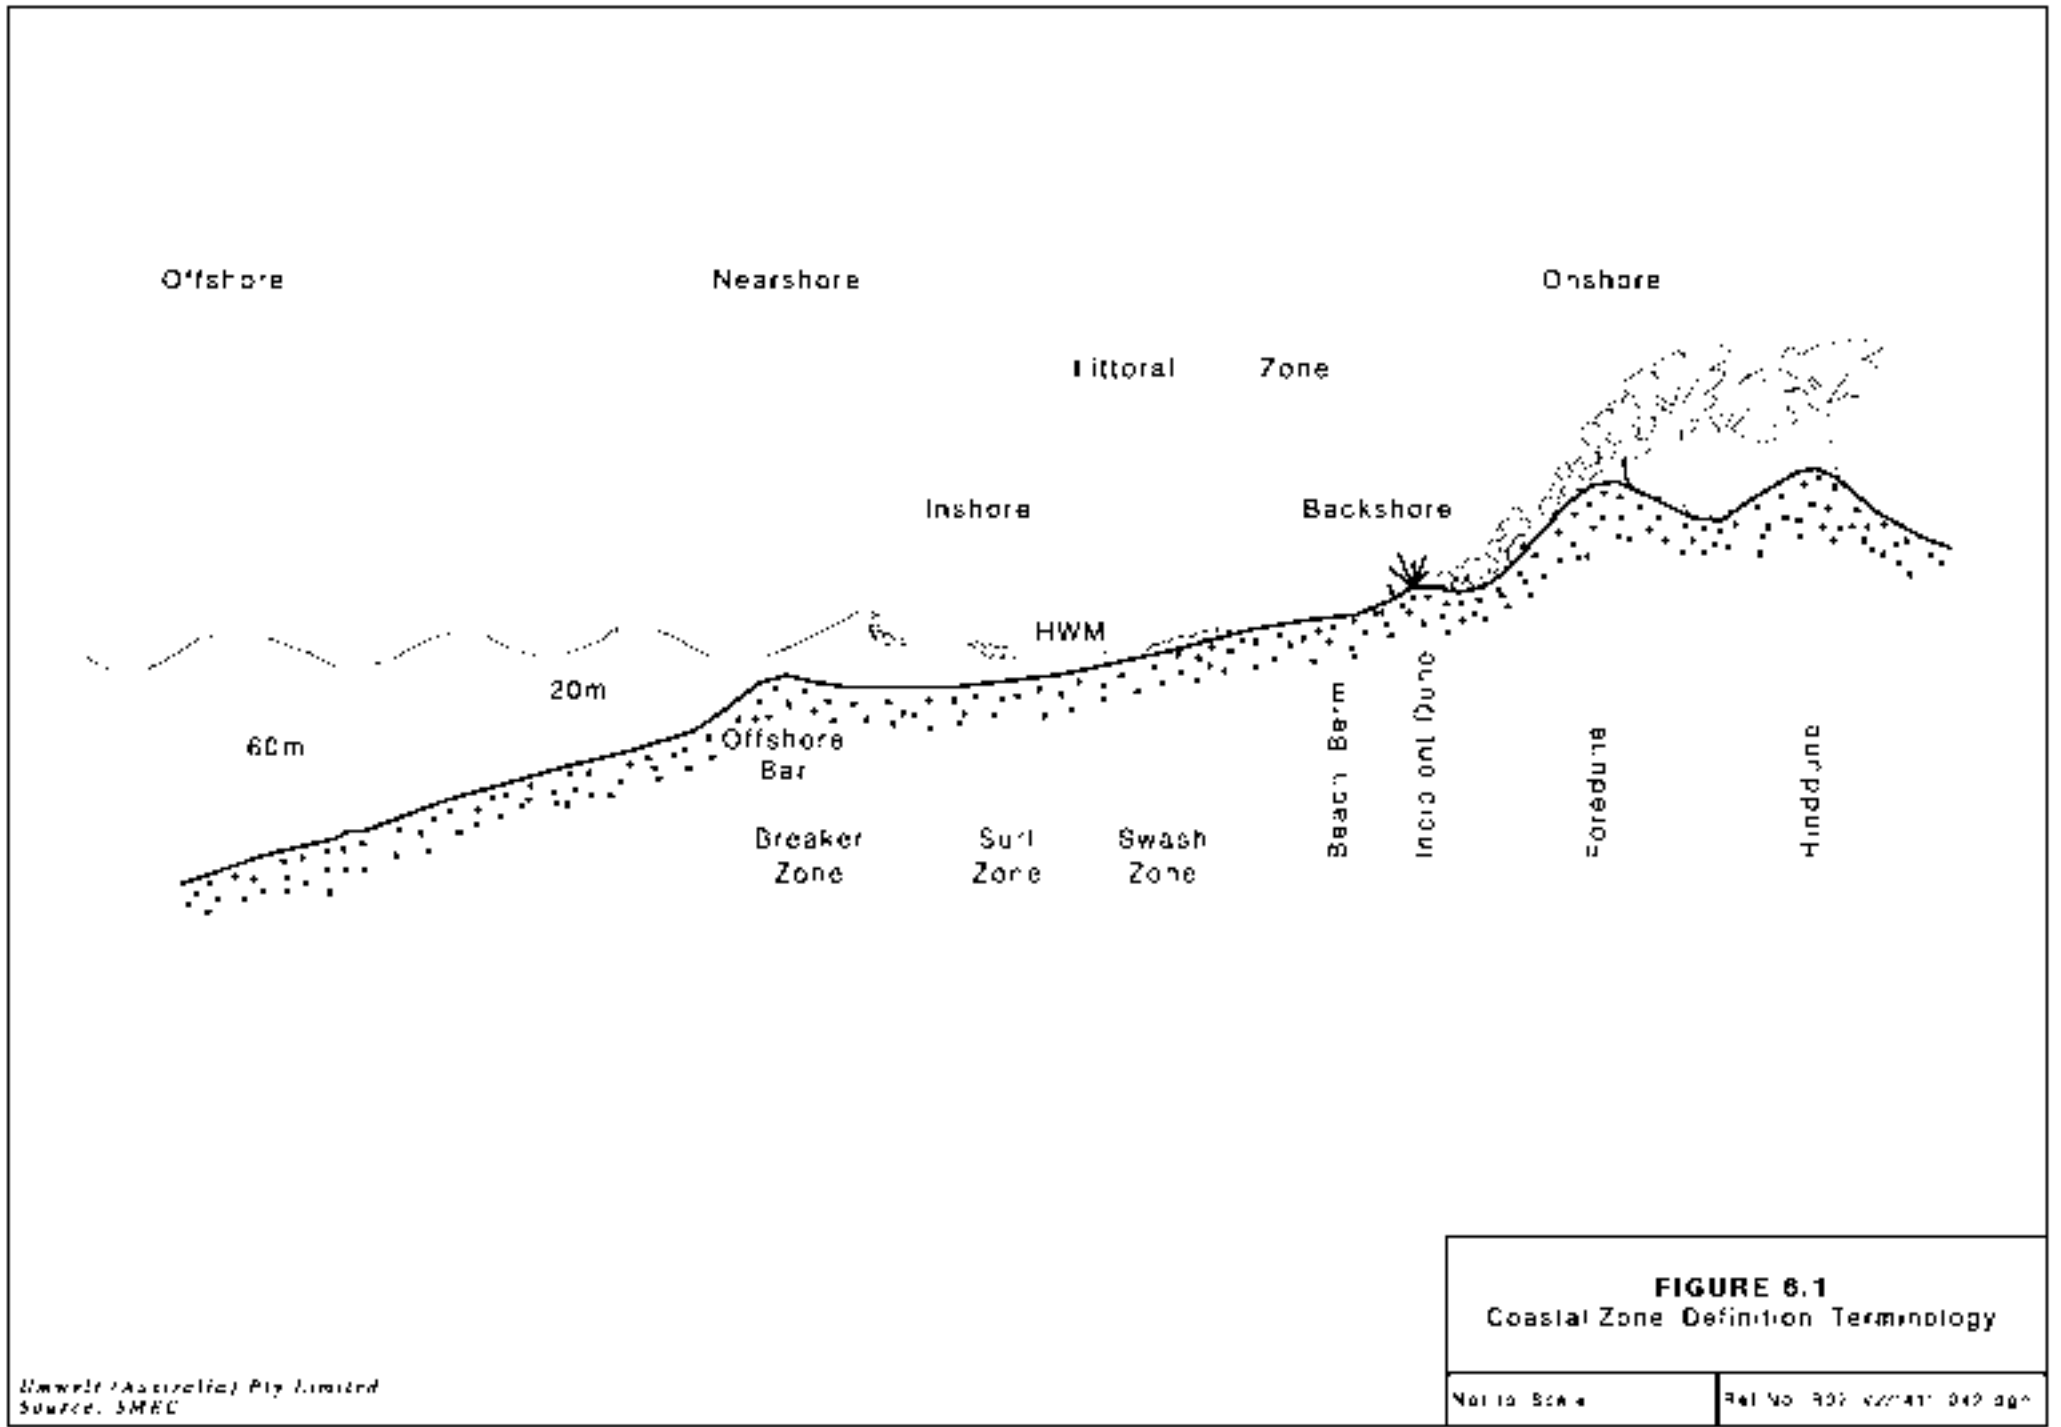 Offshore Nearshore Onshore
Littoral Zone
Inshore Backshore
HWM
20m
60m
Offshore
Bar
Breaker
Zone
Surf
Zone
Swash
Zone
Beach Berm
Incipient Dune
Foredune
Hinddune
FIGURE 6.1
Coastal Zone Definition Terminology
Umwelt (Australia) Pty Limited
Source: SMEC
Not to Scale
Ref No.